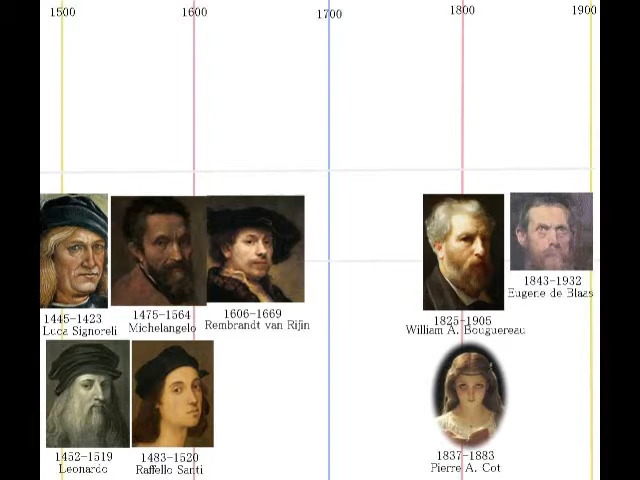 1500 1600 1700 1800 1900
1445-1423
Luca Signoreli
1475-1564
Michelangelo
1606-1669
Rembrandt van Rijin
1825-1905
William A. Bouguereau
1843-1932
Eugene de Blaas
1452-1519
Leonardo
1483-1520
Raffello Santi
1837-1883
Pierre A. Cot